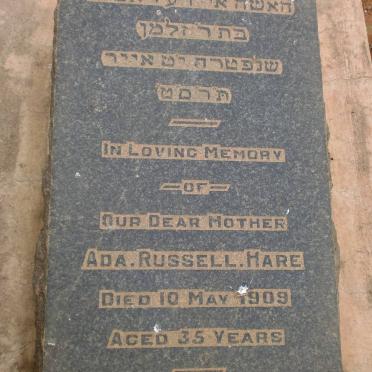 האשה
בת ר זלמן
שנפטרה יט אייר
תרסט
IN LOVING MEMORY
OF
OUR DEAR MOTHER
ADA. RUSSELL. HARE
DIED 10 MAY 1909
AGED 35 YEARS